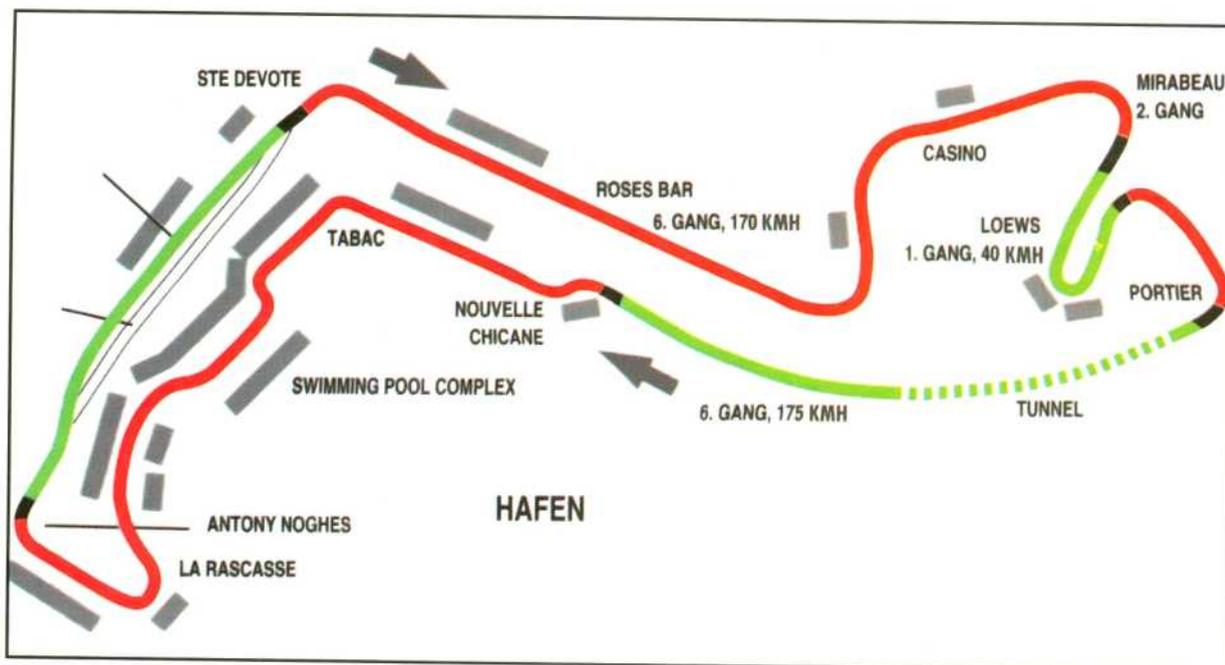 STE DEVOTE
MIRABEAU
2. GANG
CASINO
ROSES BAR
6. GANG, 170 KMH
LOEWS
1. GANG, 40 KMH
TABAC
PORTIER
NOUVELLE
CHICANE
SWIMMING POOL COMPLEX
6. GANG, 175 KMH
TUNNEL
HAFEN
ANTONY NOGHES
LA RASCASSE